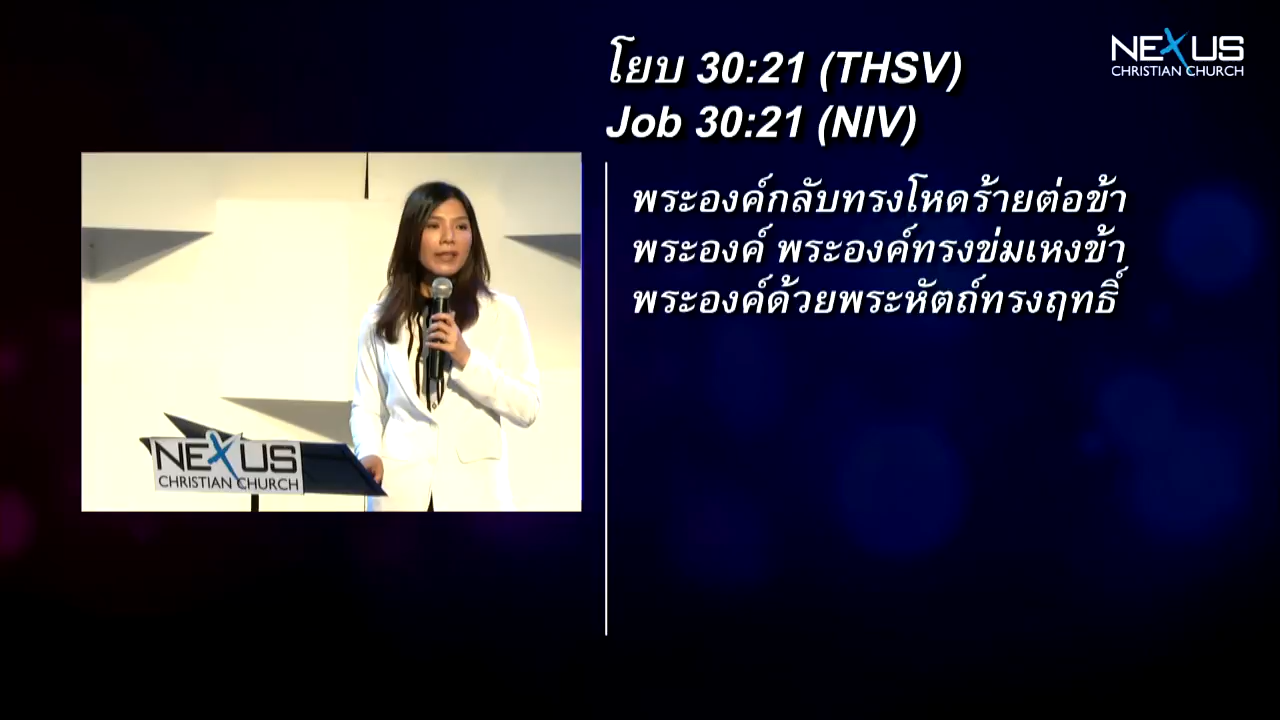 โยบ 30:21 (THSV)
Job 30:21 (NIV)
NEXUS
CHRISTIAN CHURCH
พระองค์กลับทรงโหดร้ายต่อข้า
พระองค์ พระองค์ทรงข่มเหงข้า
พระองค์ด้วยพระหัตถ์ทรงฤทธิ์
NEXUS
CHRISTIAN CHURCH